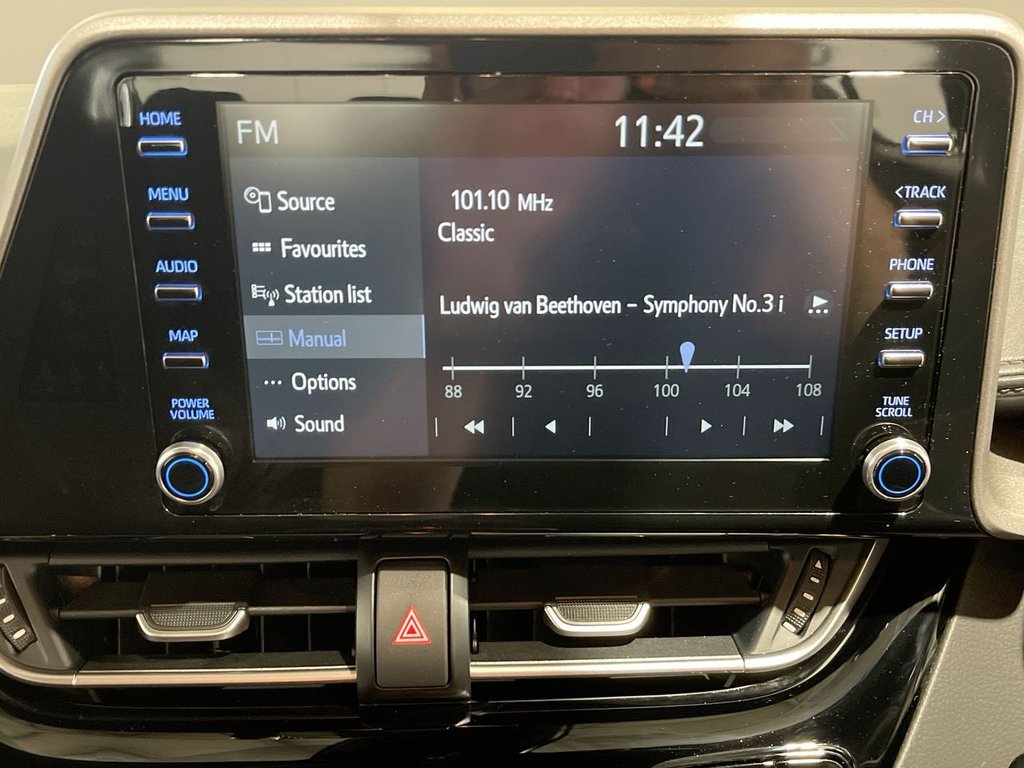 HOME
MENU
AUDIO
MAP
POWER
VOLUME
FM
11:42
Source
Favourites
Station list
Manual
Options
Sound
101.10 MHz
Classic
Ludwig van Beethoven – Symphony No.3 i
88 92 96 100 104 108
CH >
< TRACK
PHONE
SETUP
TUNE
SCROLL